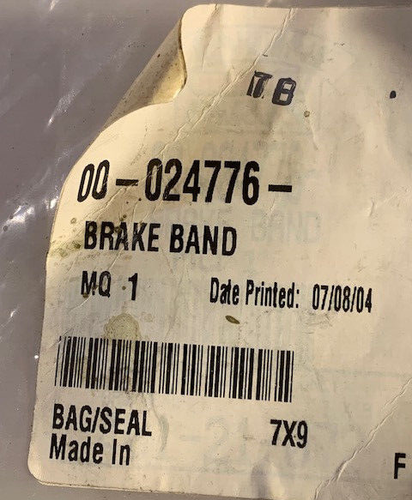 TB
00-024776-
BRAKE BAND
MQ 1 Date Printed: 07/08/04
BAG/SEAL 7X9
Made In F